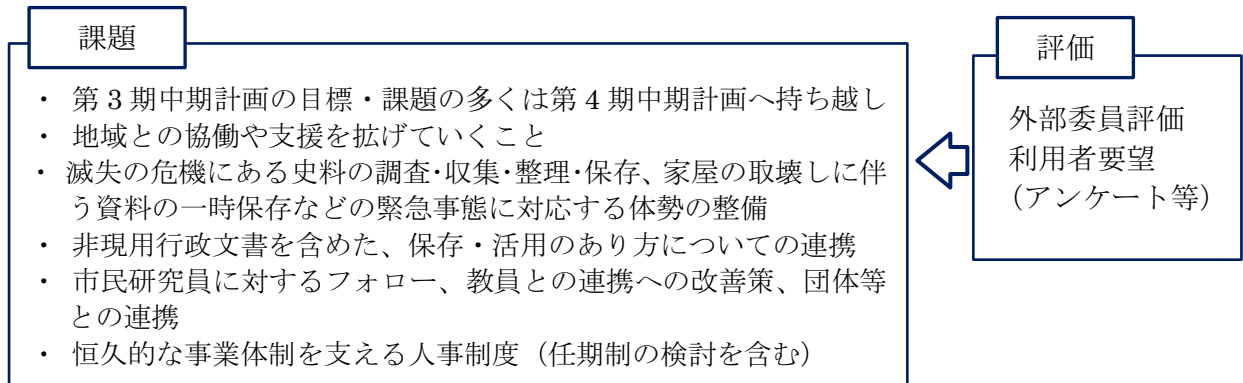 課題
・ 第3期中期計画の目標・課題の多くは第4期中期計画へ持ち越し
・ 地域との協働や支援を拡げていくこと
・ 滅失の危機にある史料の調査・収集・整理・保存、家屋の取壊しに伴
う資料の一時保存などの緊急事態に対応する体勢の整備
・ 非現用行政文書を含めた、保存・活用のあり方についての連携
・ 市民研究員に対するフォロー、教員との連携への改善策、団体等
との連携
・ 恒久的な事業体制を支える人事制度（任期制の検討を含む）
評価
外部委員評価
利用者要望
（アンケート等）